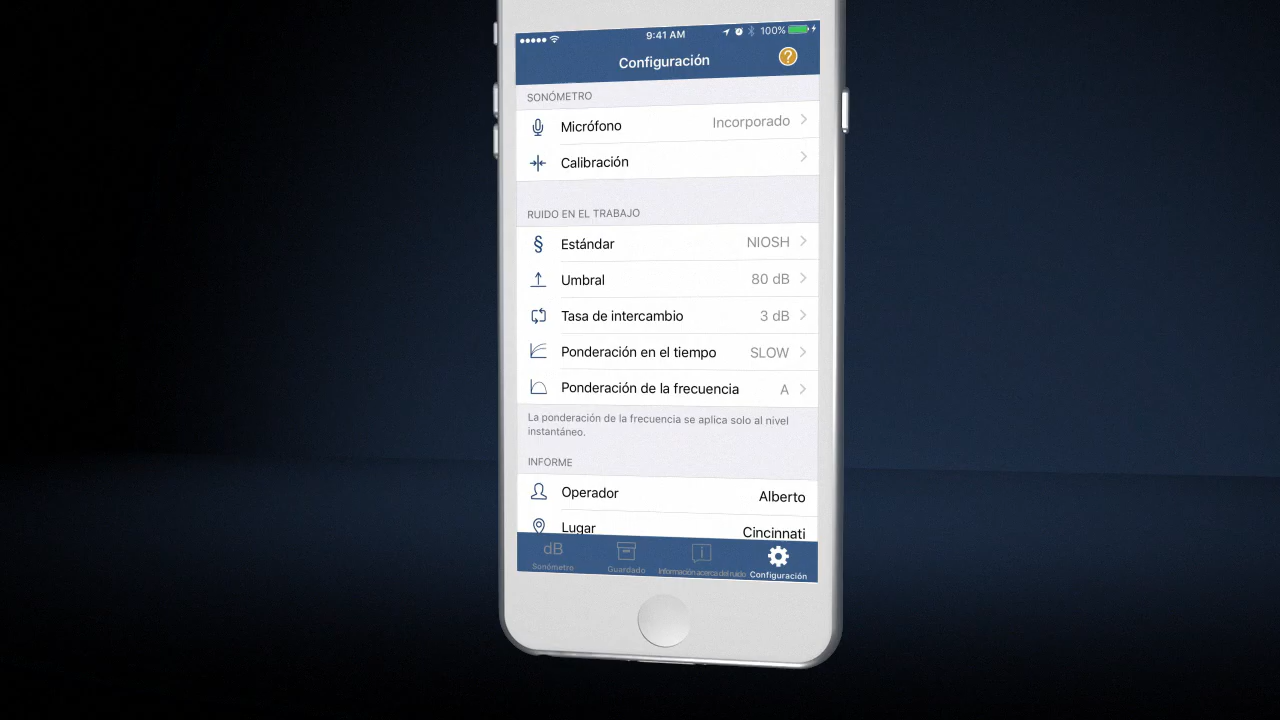 9:41 AM
100%
Configuración
?
SONÓMETRO
Micrófono Incorporado
Calibración
RUIDO EN EL TRABAJO
§ Estándar NIOSH
Umbral 80 dB
Tasa de intercambio 3 dB
Ponderación en el tiempo SLOW
Ponderación de la frecuencia A
La ponderación de la frecuencia se aplica solo al nivel
instantáneo.
INFORME
Operador Alberto
Lugar Cincinnati
dB
Sonómetro Guardado Información acerca del ruido Configuración